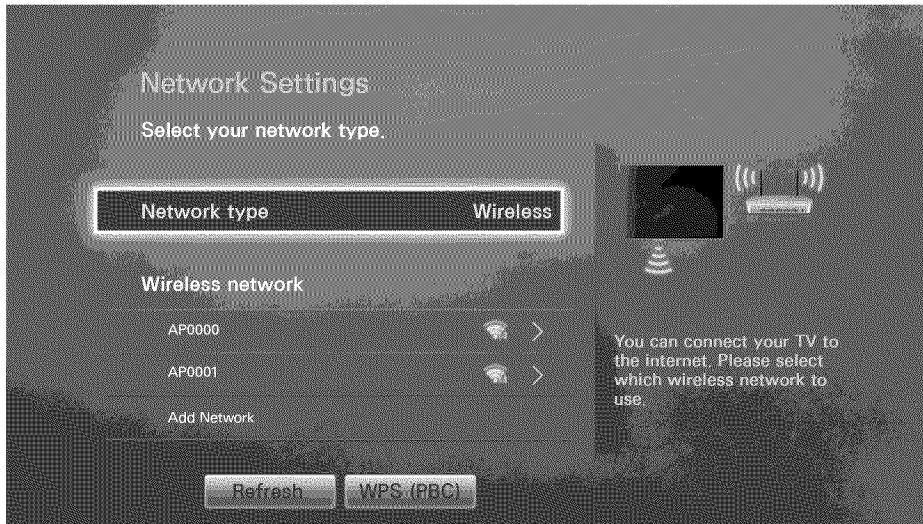 Network Settings
Select your network type.
Network type Wireless
Wireless network
AP0000
AP0001
Add Network
You can connect your TV to
the internet. Please select
which wireless network to
use.
Refresh WPS (PBC)